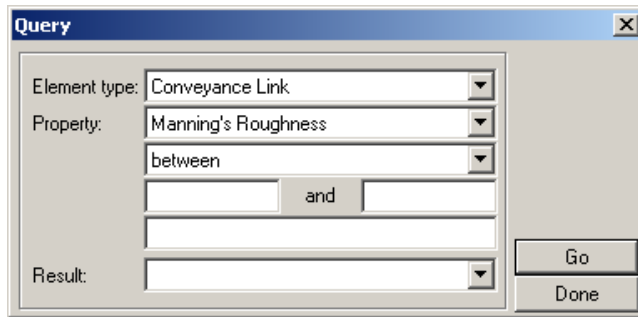 Query
Element type: Conveyance Link
Property: Manning's Roughness
between
and
Go
Result:
Done